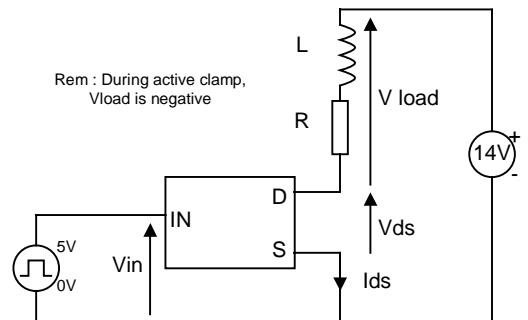 L
Rem : During active clamp,
Vload is negative
V load
R
14V
+
-
D
IN
Vds
S
5V
0V
Vin
Ids